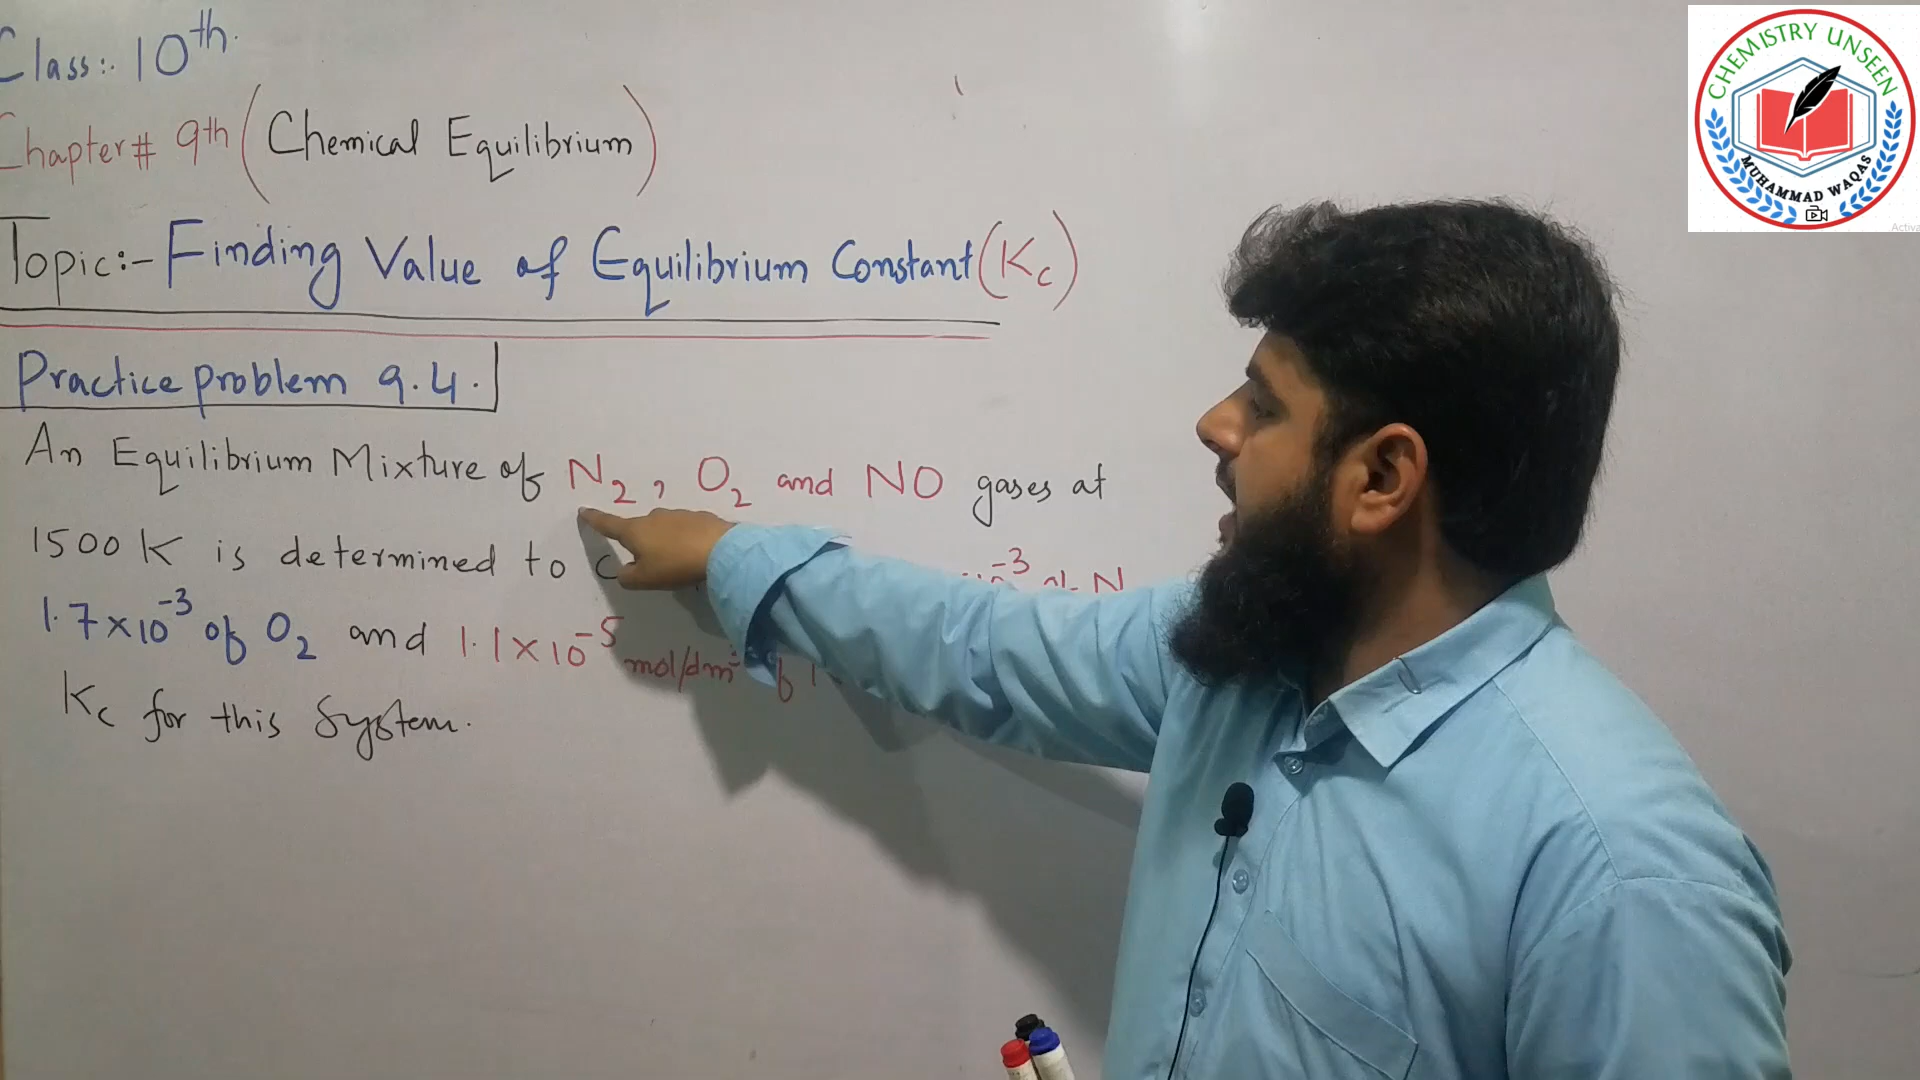 Class:- 10th.
Chapter# 9th (Chemical Equilibrium)
Topic:- Finding Value of Equilibrium Constant (Kc)
Practice problem 9.4.
An Equilibrium Mixture of N2, O2 and NO gases at
1500 K is determined to -3 of N
1.7×10-3 of O2 and 1.1×10-5 mol/dm3 of
Kc for this System.
CHEMISTRY UNSEEN
MUHAMMAD WAQAS
Activa